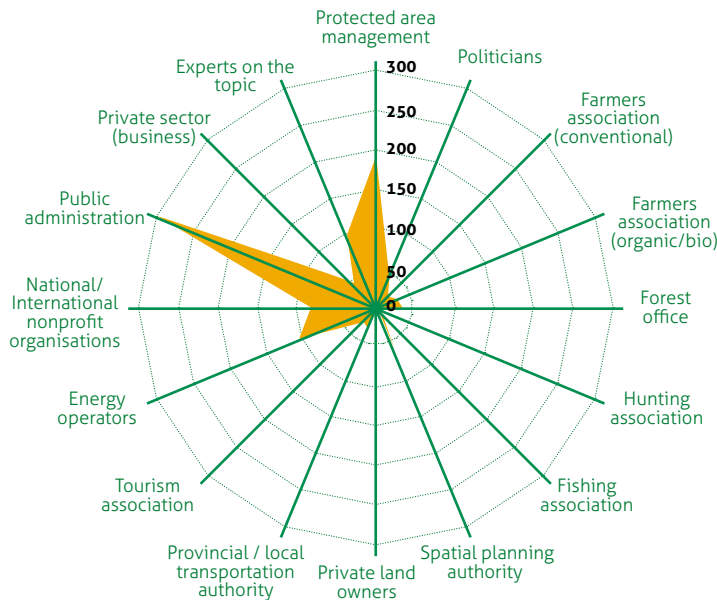 Protected area
management
Politicians
Farmers
association
(conventional)
Farmers
association
(organic/bio)
Forest
office
Hunting
association
Fishing
association
Spatial planning
authority
Private land
owners
Provincial / local
transportation
authority
Tourism
association
Energy
operators
National/
International
nonprofit
organisations
Public
administration
Private sector
(business)
Experts on the
topic
300
250
200
150
100
50
0